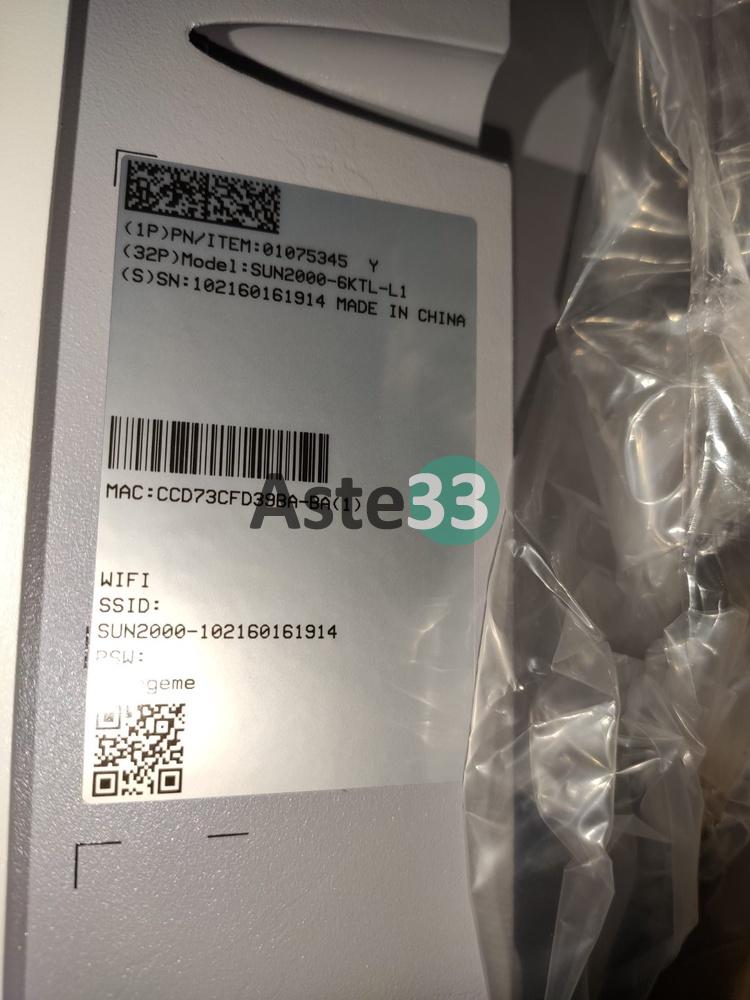 (1P)PN/ITEM:01075345 Y
(32P)Model:SUN2000-6KTL-L1
(S)SN:102160161914 MADE IN CHINA
MAC:CCD73CFD39BA-BA(1)
Aste33
WIFI
SSID:
SUN2000-102160161914
PSW: